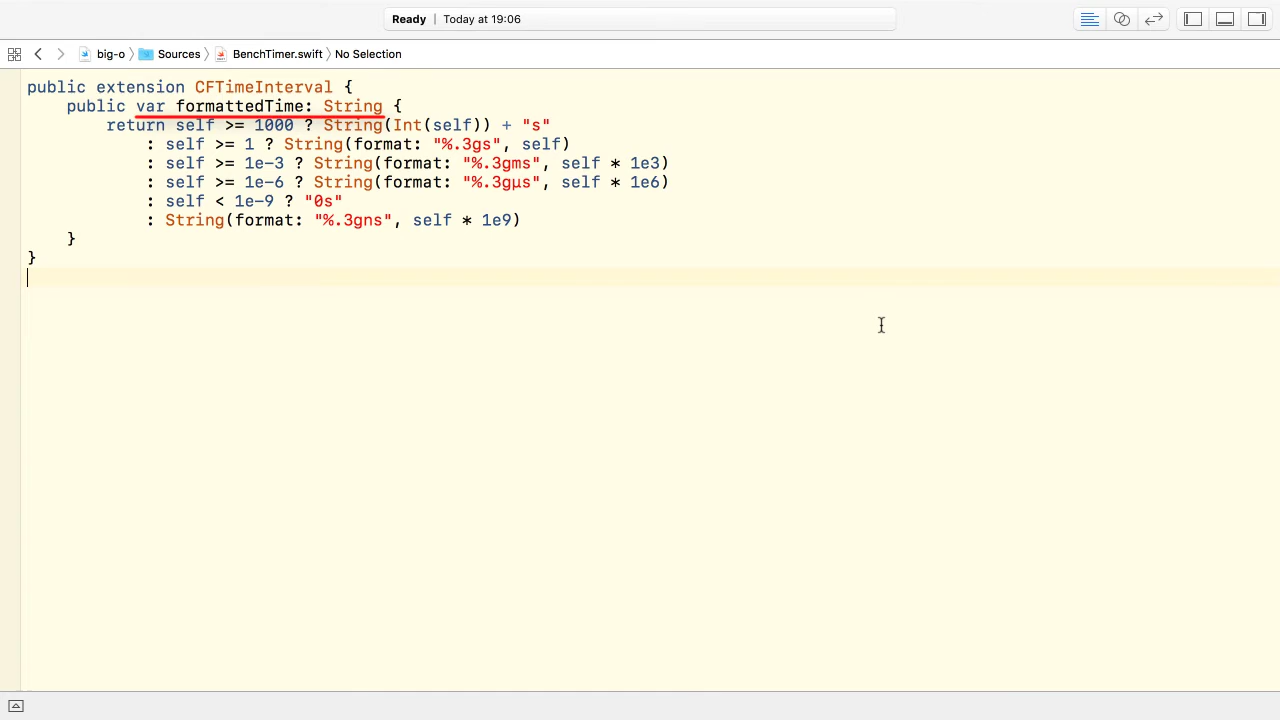 Ready | Today at 19:06
big-o 〉 Sources 〉 BenchTimer.swift 〉 No Selection
public extension CFTimeInterval {
    public var formattedTime: String {
        return self >= 1000 ? String(Int(self)) + "s"
            : self >= 1 ? String(format: "%.3gs", self)
            : self >= 1e-3 ? String(format: "%.3gms", self * 1e3)
            : self >= 1e-6 ? String(format: "%.3gµs", self * 1e6)
            : self < 1e-9 ? "0s"
            : String(format: "%.3gns", self * 1e9)
    }
}